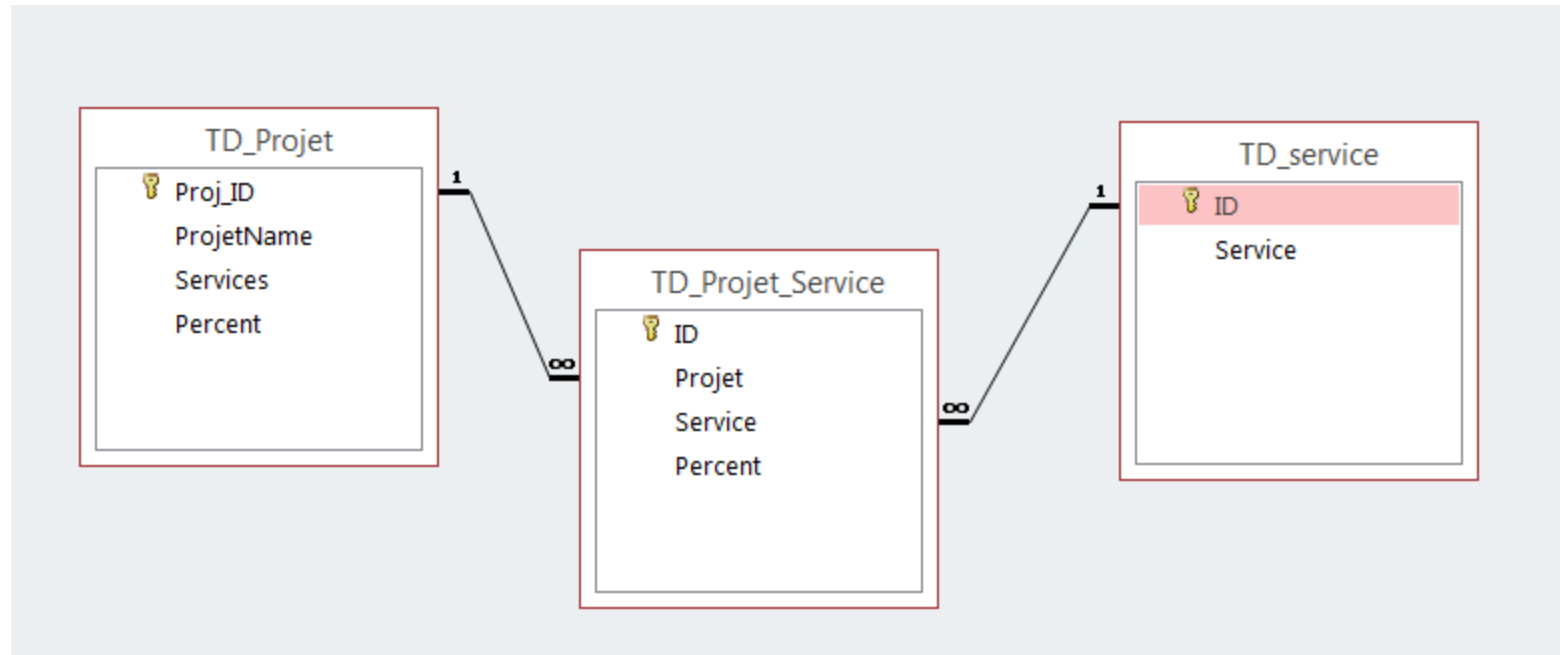 TD_Projet
Proj_ID
ProjetName
Services
Percent
1
∞
TD_Projet_Service
ID
Projet
Service
Percent
∞
1
TD_service
ID
Service